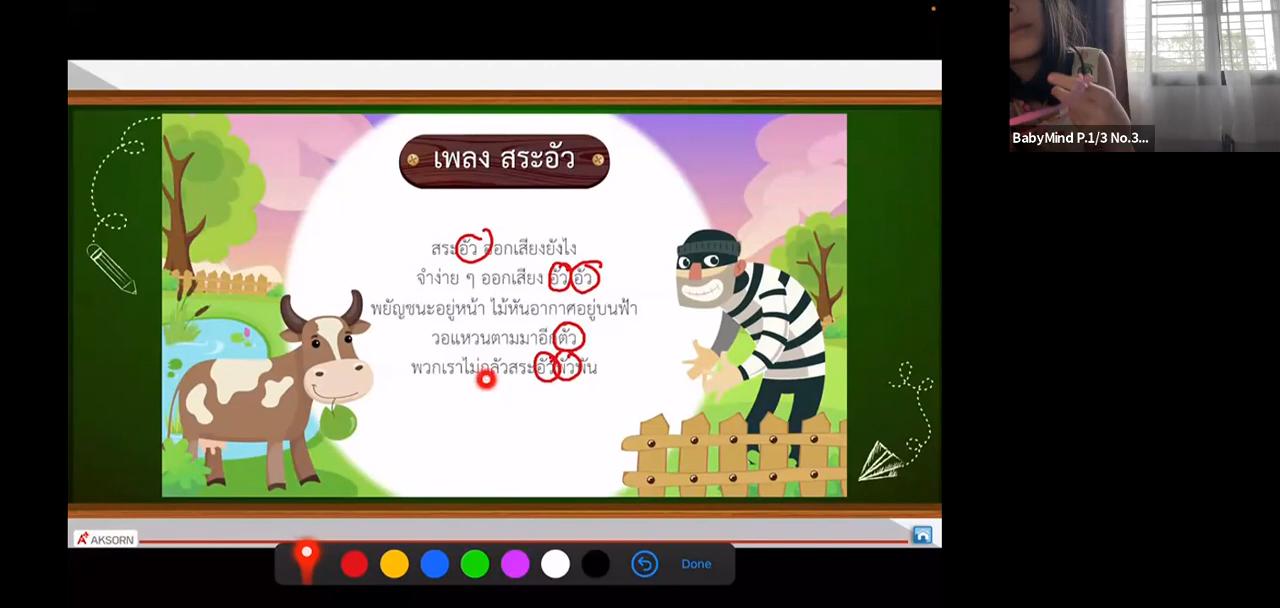 เพลง สระอัว
สระอัว ออกเสียงยังไง
จำง่าย ๆ ออกเสียง อัว อัว
พยัญชนะอยู่หน้า ไม้หันอากาศอยู่บนฟ้า
วอแหวนตามมาอีกตัว
พวกเราไม่กลัวสระอัวพัวพัน
AKSORN
Done
BabyMind P.1/3 No.3...